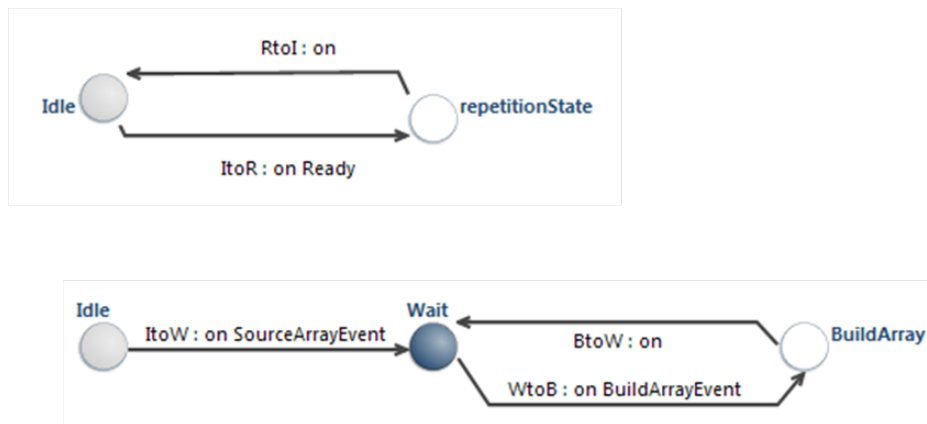 RtoI : on
Idle
repetitionState
ItoR : on Ready
Idle
Wait
ItoW : on SourceArrayEvent
BtoW : on
BuildArray
WtoB : on BuildArrayEvent